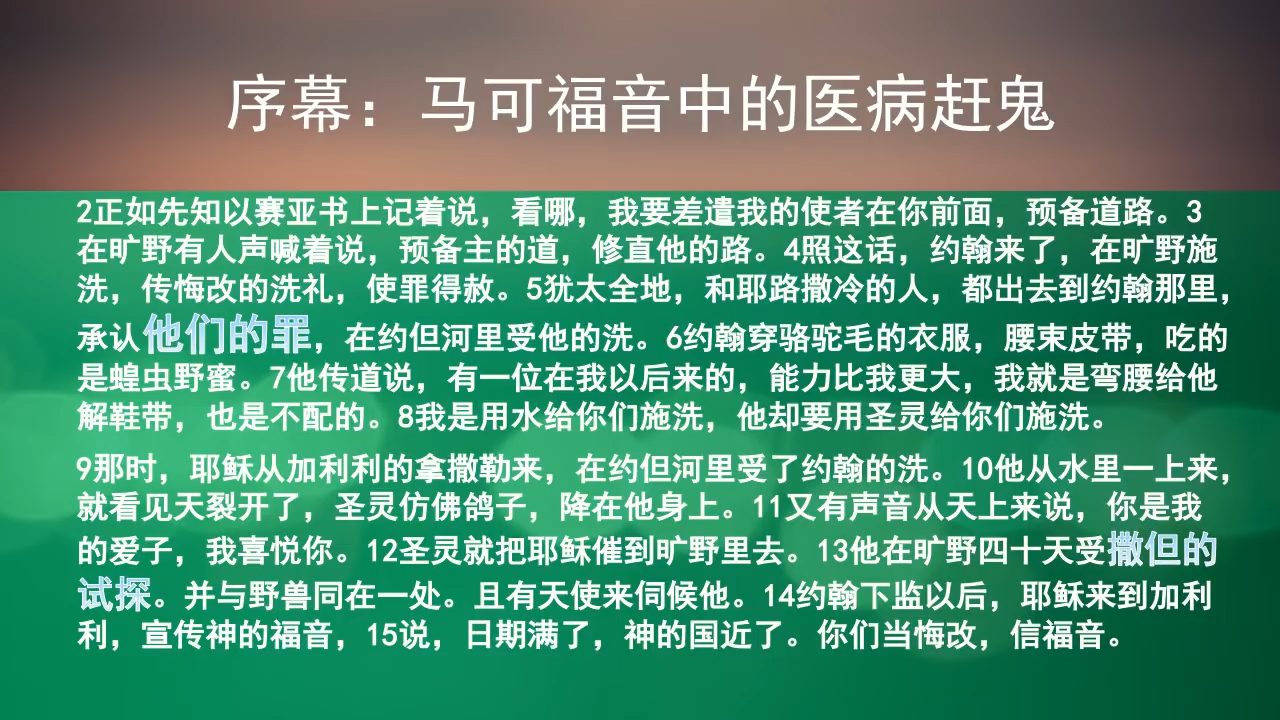 序幕：马可福音中的医病赶鬼
2正如先知以赛亚书上记着说，看哪，我要差遣我的使者在你前面，预备道路。3
在旷野有人声喊着说，预备主的道，修直他的路。4照这话，约翰来了，在旷野施
洗，传悔改的洗礼，使罪得赦。5犹太全地，和耶路撒冷的人，都出去到约翰那里，
承认他们的罪，在约但河里受他的洗。6约翰穿骆驼毛的衣服，腰束皮带，吃的
是蝗虫野蜜。7他传道说，有一位在我以后来的，能力比我更大，我就是弯腰给他
解鞋带，也是不配的。8我是用水给你们施洗，他却要用圣灵给你们施洗。
9那时，耶稣从加利利的拿撒勒来，在约但河里受了约翰的洗。10他从水里一上来，
就看见天裂开了，圣灵仿佛鸽子，降在他身上。11又有声音从天上来说，你是我
的爱子，我喜悦你。12圣灵就把耶稣催到旷野里去。13他在旷野四十天受撒但的
试探。并与野兽同在一处。且有天使来伺候他。14约翰下监以后，耶稣来到加利
利，宣传神的福音，15说，日期满了，神的国近了。你们当悔改，信福音。